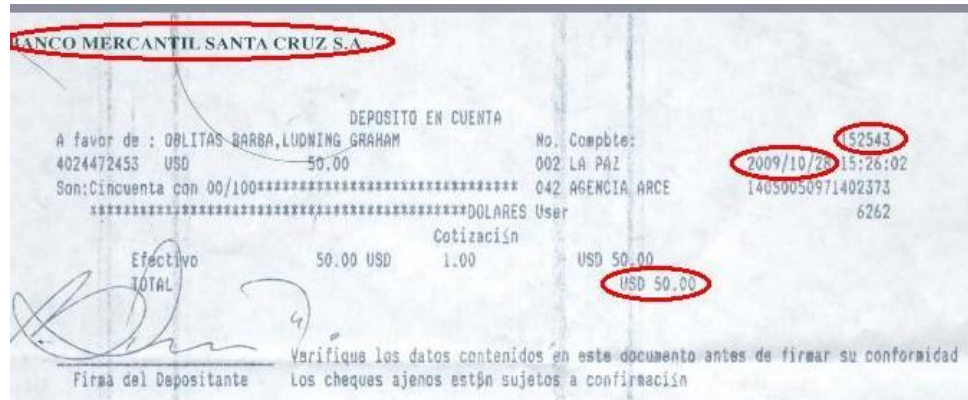 BANCO MERCANTIL SANTA CRUZ S.A.
DEPOSITO EN CUENTA
A favor de : OBLITAS BARBA,LUDNING GRAHAM No. Compbte: 152543
4024472453 USD 50.00 002 LA PAZ 2009/10/28 15:26:02
Son:Cincuenta con 00/100******************************** 042 AGENCIA ARCE 14050050971402373
**********************************************DOLARES User 6262
Cotizaci¡n
Efectivo 50.00 USD 1.00 USD 50.00
TOTAL USD 50.00
Verifique los datos contenidos en este documento antes de firmar su conformidad
Firma del Depositante Los cheques ajenos estßn sujetos a confirmaci¡n